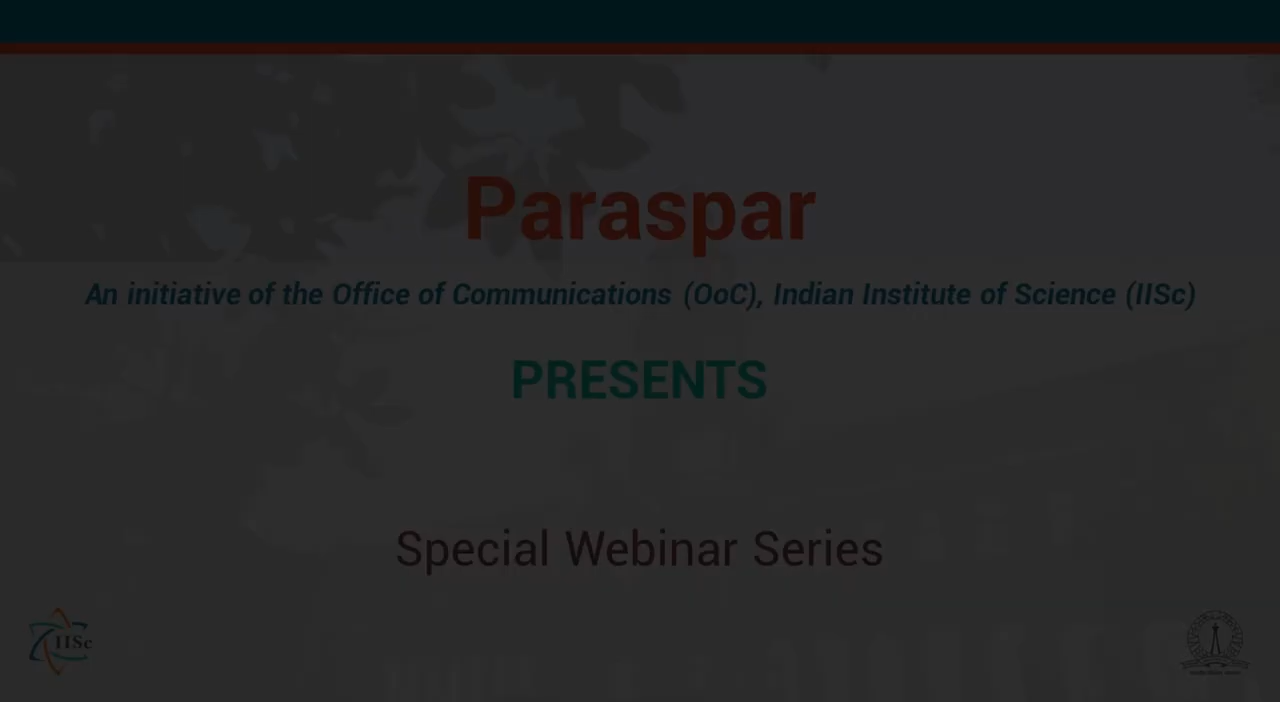 Paraspar
An initiative of the Office of Communications (OoC), Indian Institute of Science (IISc)
PRESENTS
Special Webinar Series
IISc